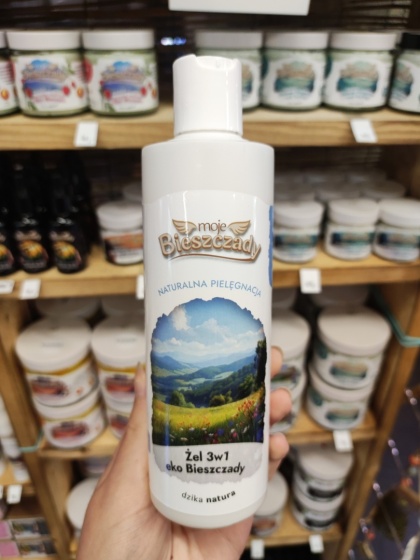 moje
Bieszczady
NATURALNA PIELĘGNACJA
Żel 3w1
eko Bieszczady
dzika natura